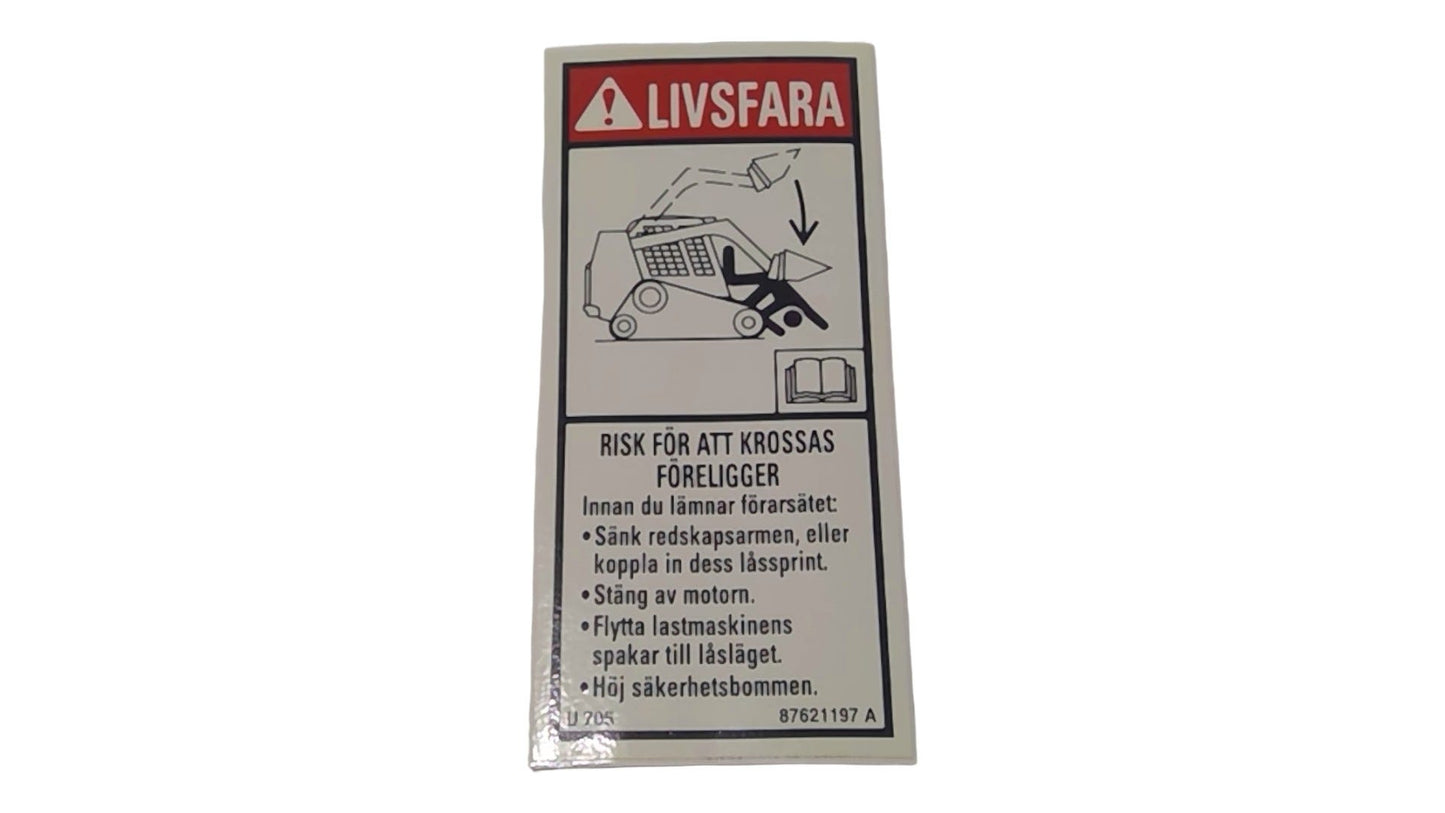 LIVSFARA
RISK FÖR ATT KROSSAS
FÖRELIGGER
Innan du lämnar förarsätet:
•Sänk redskapsarmen, eller
koppla in dess låssprint.
•Stäng av motorn.
•Flytta lastmaskinens
spakar till låsläget.
•Höj säkerhetsbommen.
U 705 87621197 A